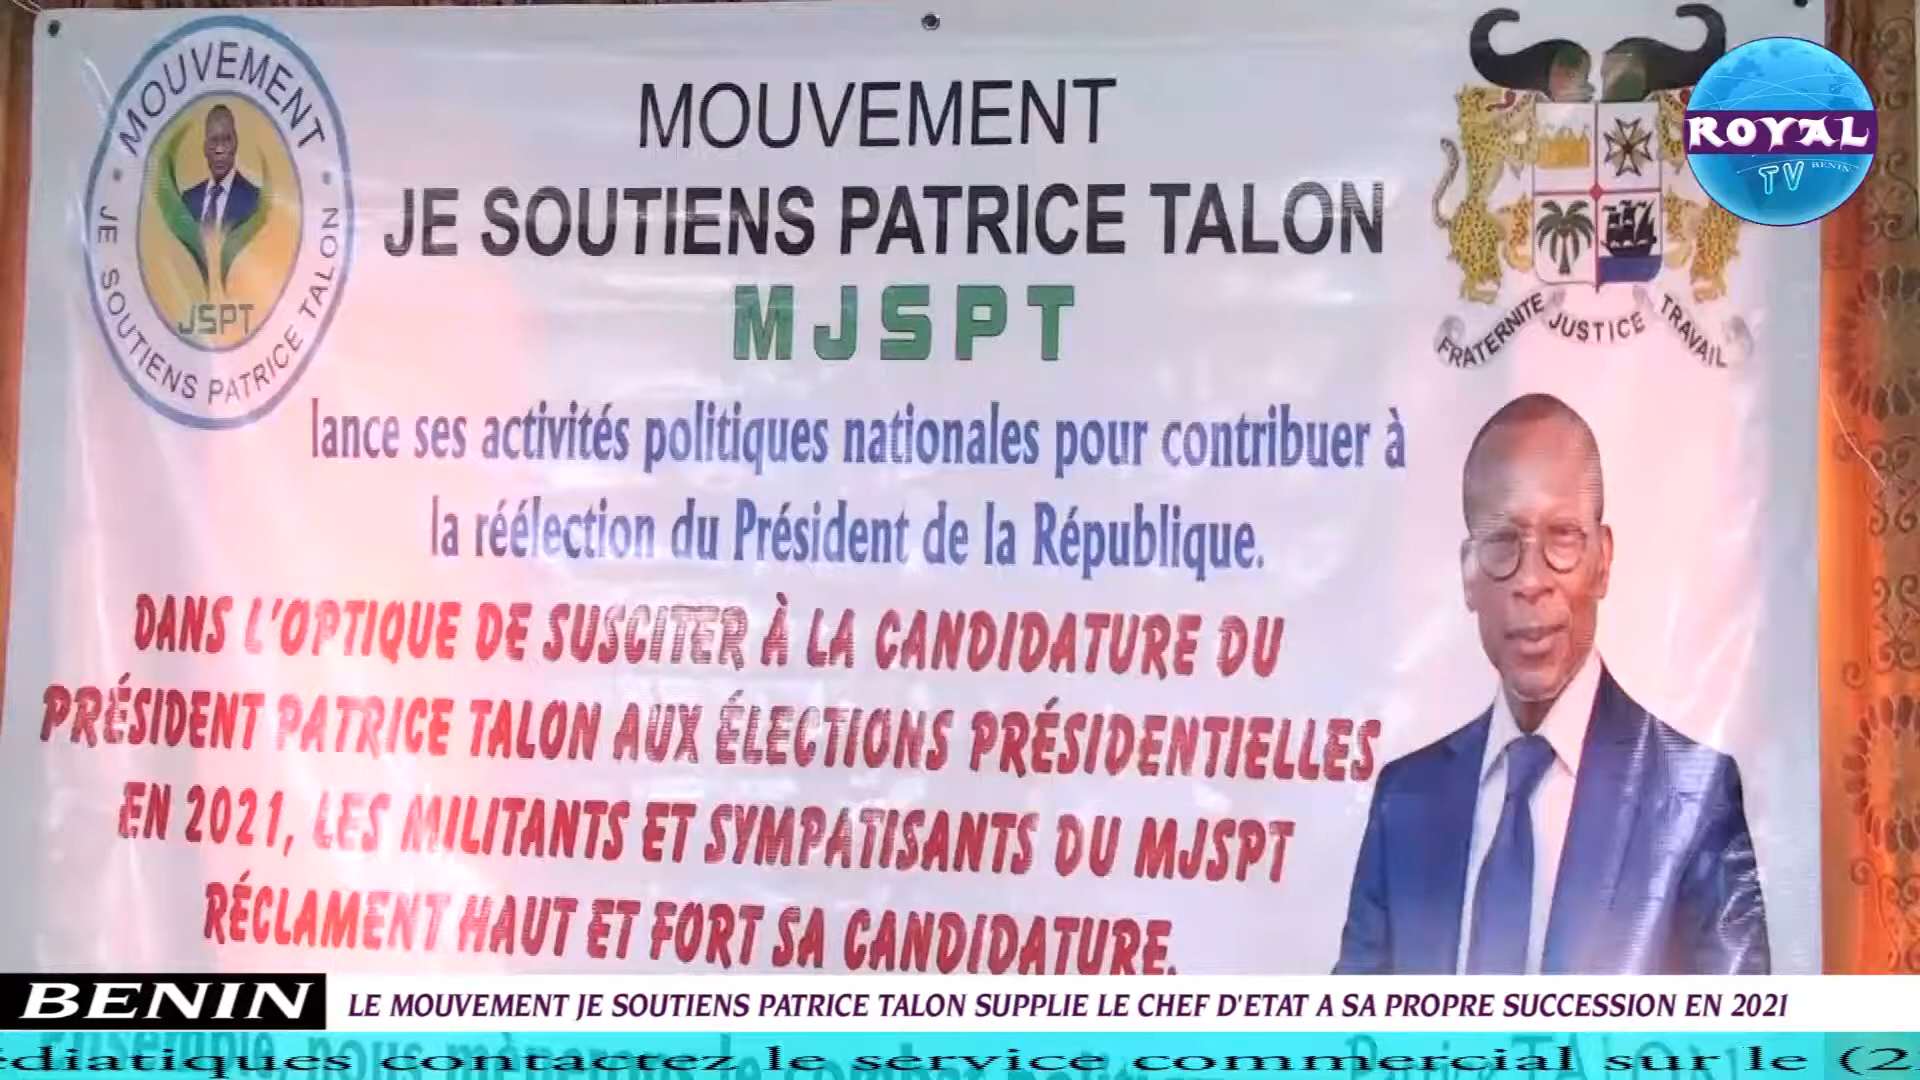 MOUVEMENT
JE SOUTIENS PATRICE TALON
JSPT
MOUVEMENT
JE SOUTIENS PATRICE TALON
MJSPT
FRATERNITE JUSTICE TRAVAIL
ROYAL
TV BENIN
lance ses activités politiques nationales pour contribuer à
la réélection du Président de la République.
DANS L'OPTIQUE DE SUSCITER À LA CANDIDATURE DU
PRÉSIDENT PATRICE TALON AUX ÉLECTIONS PRÉSIDENTIELLES
EN 2021, LES MILITANTS ET SYMPATISANTS DU MJSPT
RÉCLAMENT HAUT ET FORT SA CANDIDATURE.
BENIN
LE MOUVEMENT JE SOUTIENS PATRICE TALON SUPPLIE LE CHEF D'ETAT A SA PROPRE SUCCESSION EN 2021
édiatiques contactez le service commercial sur le (2